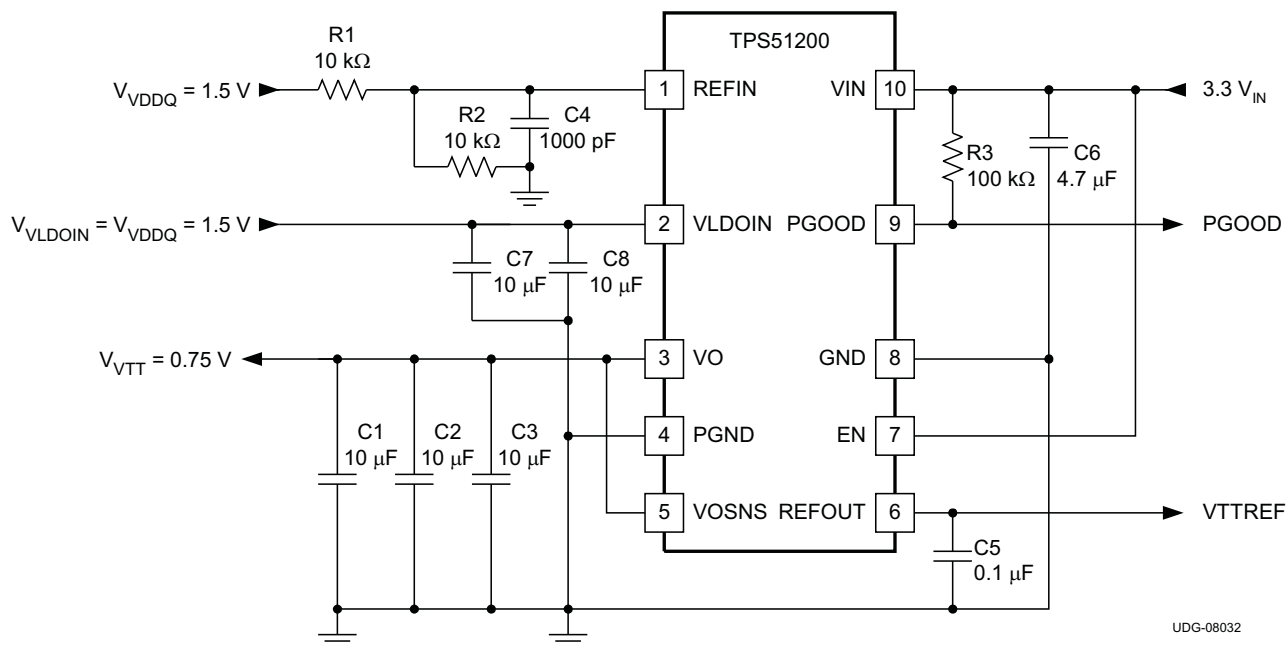 TPS51200
R1
10 kΩ
V_VDDQ = 1.5 V
1 REFIN
VIN 10
3.3 V_IN
R2
10 kΩ
C4
1000 pF
R3
100 kΩ
C6
4.7 μF
V_VLDOIN = V_VDDQ = 1.5 V
2 VLDOIN
PGOOD 9
PGOOD
C7
10 μF
C8
10 μF
V_VTT = 0.75 V
3 VO
GND 8
C1
10 μF
C2
10 μF
C3
10 μF
4 PGND
EN 7
5 VOSNS
REFOUT 6
VTTREF
C5
0.1 μF
UDG-08032